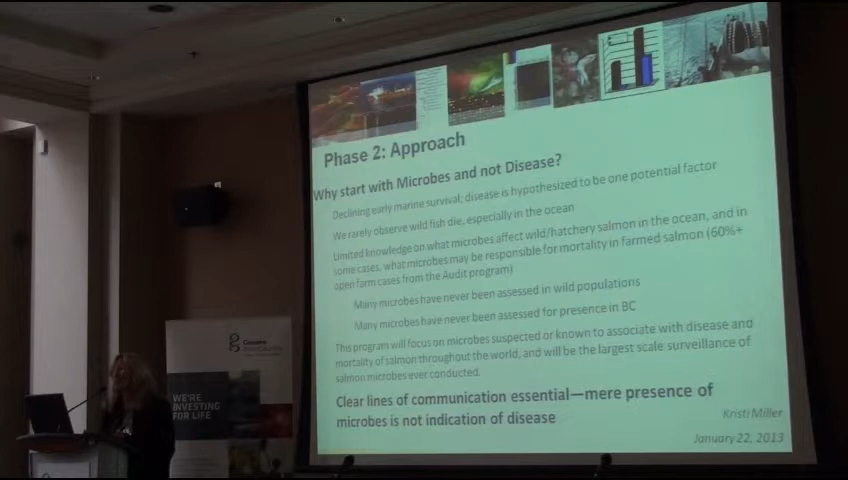 Phase 2: Approach
Why start with Microbes and not Disease?
Declining early marine survival; disease is hypothesized to be one potential factor
We rarely observe wild fish die, especially in the ocean
Limited knowledge on what microbes affect wild/hatchery salmon in the ocean, and in
some cases, what microbes may be responsible for mortality in farmed salmon (60%+
open farm cases from the Audit program)
Many microbes have never been assessed in wild populations
Many microbes have never been assessed for presence in BC
This program will focus on microbes suspected or known to associate with disease and
mortality of salmon throughout the world, and will be the largest scale surveillance of
salmon microbes ever conducted.
Clear lines of communication essential—mere presence of
microbes is not indication of disease
Kristi Miller
January 22, 2013
Genome
WE'RE
INVESTING
FOR LIFE